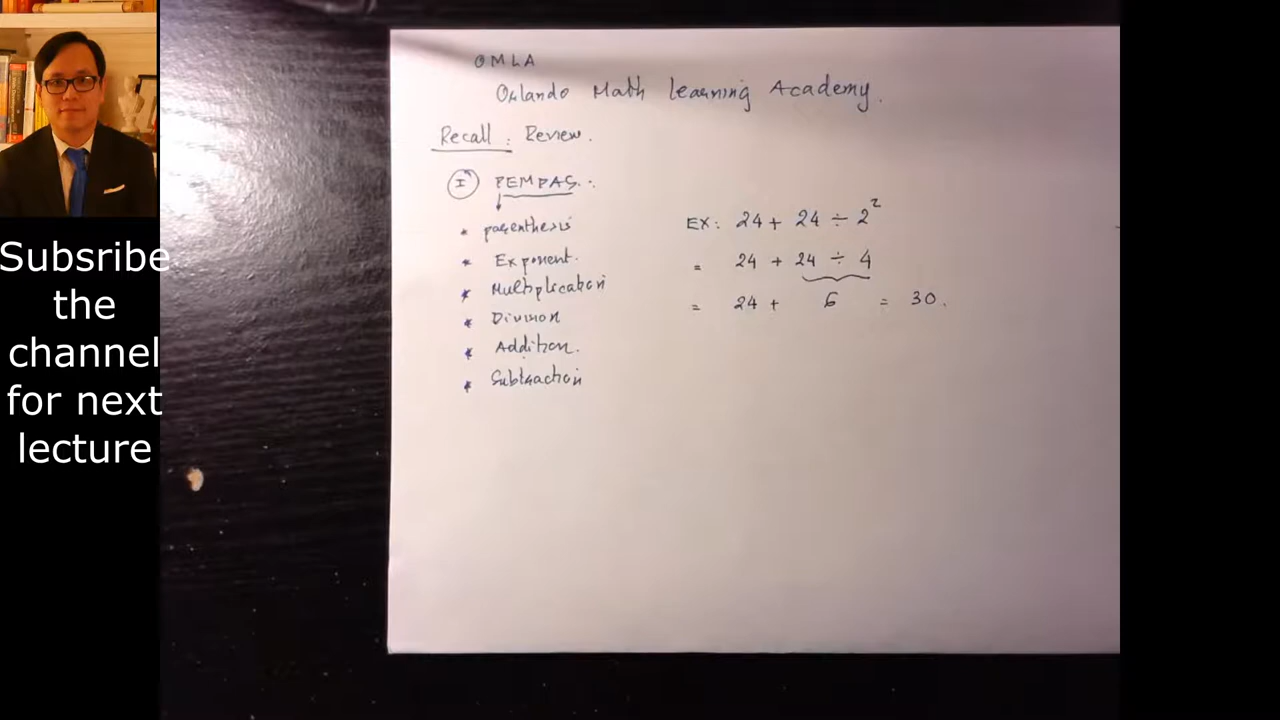 Subsribe
the
channel
for next
lecture
OMLA
Orlando Math Learning Academy.
Recall : Review.
I PEMDAS :
* parenthesis
* Exponent.
* Multiplication
* Division
* Addition.
* Subtraction
EX: 24 + 24 ÷ 2²
= 24 + 24 ÷ 4
= 24 + 6 = 30.